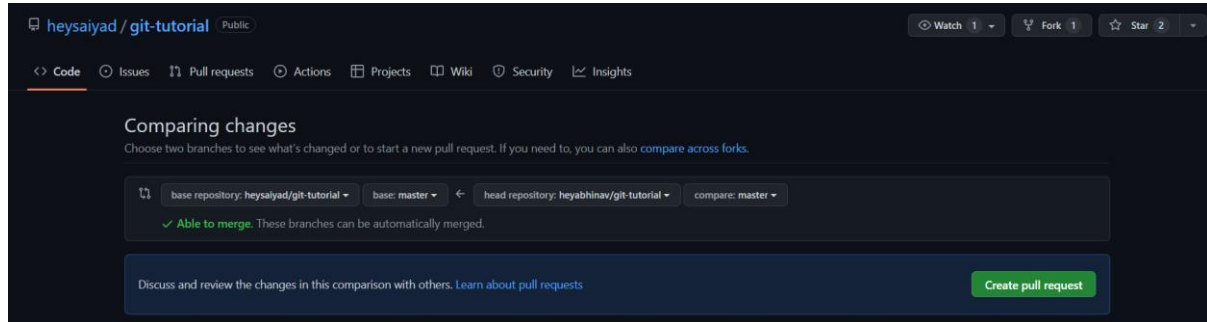 heysaiyad / git-tutorial Public
Watch 1 Fork 1 Star 2
<> Code Issues Pull requests Actions Projects Wiki Security Insights
Comparing changes
Choose two branches to see what's changed or to start a new pull request. If you need to, you can also compare across forks.
base repository: heysaiyad/git-tutorial base: master ← head repository: heyabhinav/git-tutorial compare: master
✓ Able to merge. These branches can be automatically merged.
Discuss and review the changes in this comparison with others. Learn about pull requests
Create pull request